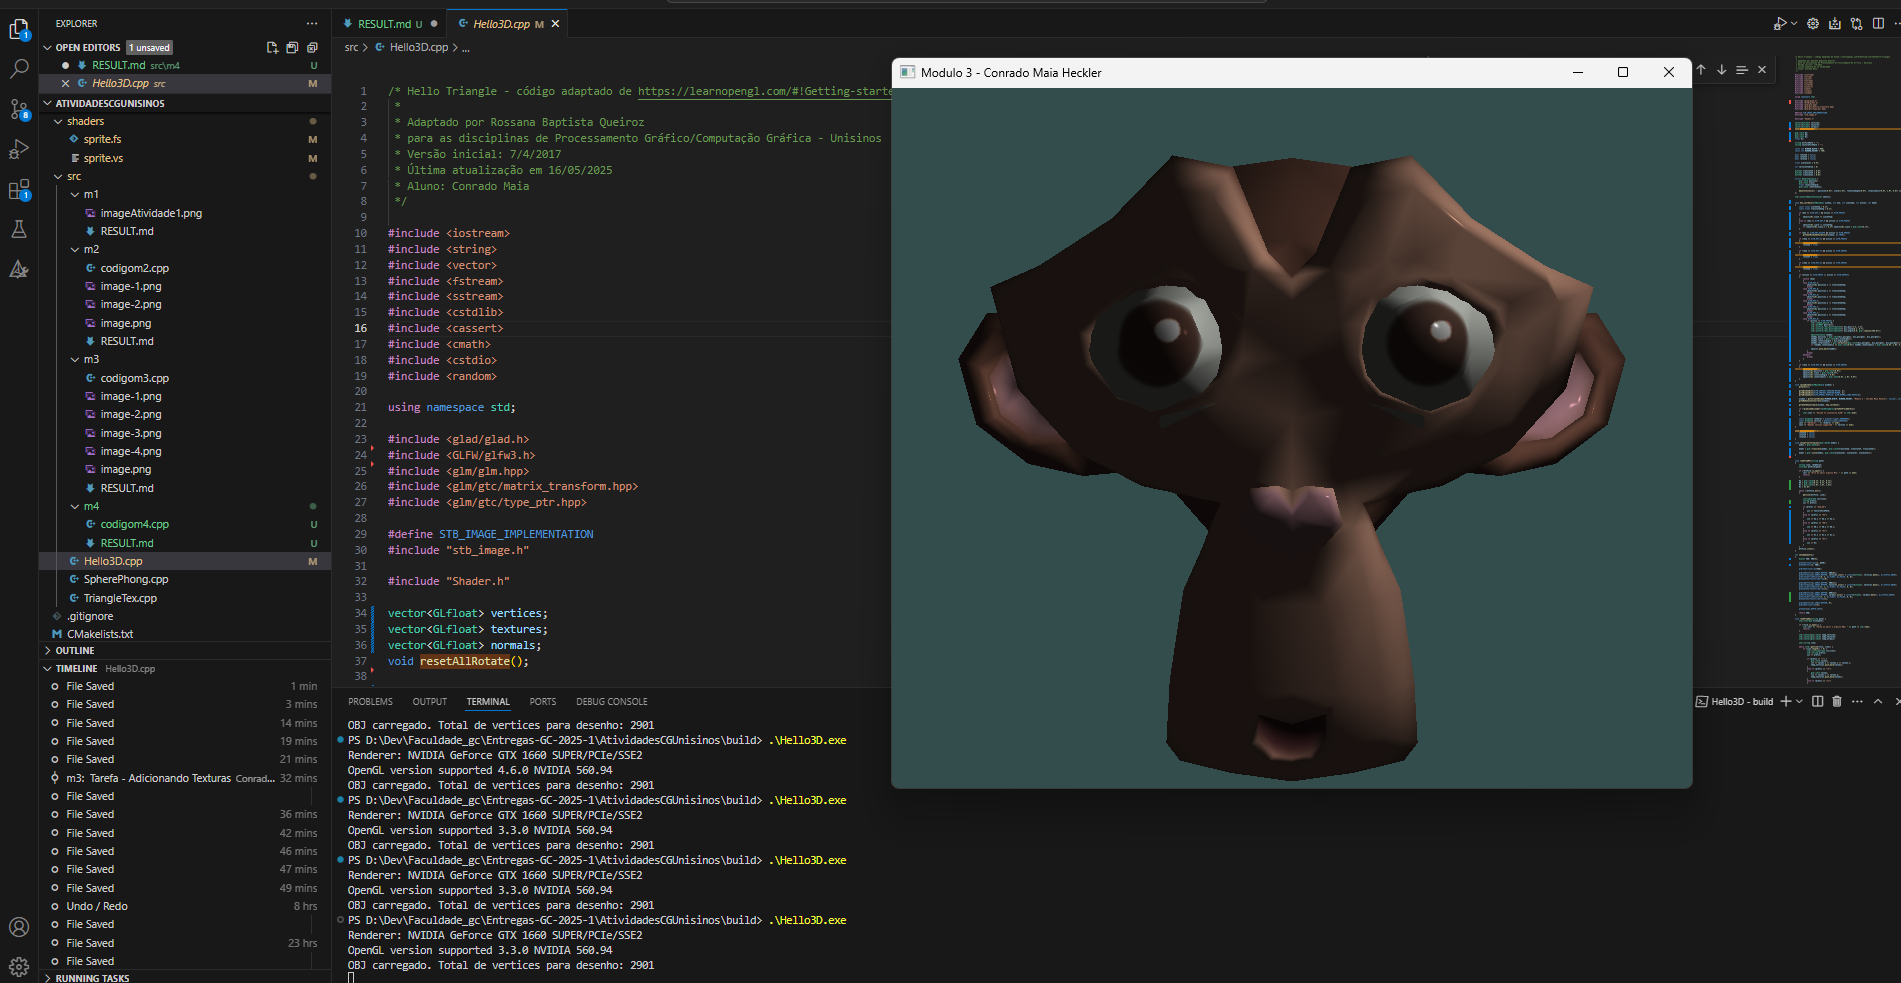 EXPLORER
OPEN EDITORS 1 unsaved
RESULT.md src\m4 U
Hello3D.cpp src M
ATIVIDADESCGUNISINOS
shaders
sprite.fs M
sprite.vs M
src
m1
imageAtividade1.png
RESULT.md
m2
codigom2.cpp
image-1.png
image-2.png
image.png
RESULT.md
m3
codigom3.cpp
image-1.png
image-2.png
image-3.png
image-4.png
image.png
RESULT.md
m4
codigom4.cpp U
RESULT.md U
Hello3D.cpp M
SpherePhong.cpp
TriangleTex.cpp
.gitignore
CMakelists.txt
OUTLINE
TIMELINE Hello3D.cpp
File Saved 1 min
File Saved 3 mins
File Saved 14 mins
File Saved 19 mins
File Saved 21 mins
m3: Tarefa - Adicionando Texturas Conrad... 32 mins
File Saved
File Saved 36 mins
File Saved 42 mins
File Saved 46 mins
File Saved 47 mins
File Saved 49 mins
Undo / Redo 8 hrs
File Saved
File Saved 23 hrs
File Saved
RUNNING TASKS
RESULT.md U
Hello3D.cpp M
src > Hello3D.cpp > ...
1 /* Hello Triangle - código adaptado de https://learnopengl.com/#!Getting-starte
2 *
3 * Adaptado por Rossana Baptista Queiroz
4 * para as disciplinas de Processamento Gráfico/Computação Gráfica - Unisinos
5 * Versão inicial: 7/4/2017
6 * Última atualização em 16/05/2025
7 * Aluno: Conrado Maia
8 */
9
10 #include <iostream>
11 #include <string>
12 #include <vector>
13 #include <fstream>
14 #include <sstream>
15 #include <cstdlib>
16 #include <cassert>
17 #include <cmath>
18 #include <cstdio>
19 #include <random>
20
21 using namespace std;
22
23 #include <glad/glad.h>
24 #include <GLFW/glfw3.h>
25 #include <glm/glm.hpp>
26 #include <glm/gtc/matrix_transform.hpp>
27 #include <glm/gtc/type_ptr.hpp>
28
29 #define STB_IMAGE_IMPLEMENTATION
30 #include "stb_image.h"
31
32 #include "Shader.h"
33
34 vector<GLfloat> vertices;
35 vector<GLfloat> textures;
36 vector<GLfloat> normals;
37 void resetAllRotate();
38
Modulo 3 - Conrado Maia Heckler
PROBLEMS OUTPUT TERMINAL PORTS DEBUG CONSOLE
Hello3D - build
OBJ carregado. Total de vertices para desenho: 2901
PS D:\Dev\Faculdade_gc\Entregas-GC-2025-1\AtividadesCGUnisinos\build> .\Hello3D.exe
Renderer: NVIDIA GeForce GTX 1660 SUPER/PCIe/SSE2
OpenGL version supported 4.6.0 NVIDIA 560.94
OBJ carregado. Total de vertices para desenho: 2901
PS D:\Dev\Faculdade_gc\Entregas-GC-2025-1\AtividadesCGUnisinos\build> .\Hello3D.exe
Renderer: NVIDIA GeForce GTX 1660 SUPER/PCIe/SSE2
OpenGL version supported 3.3.0 NVIDIA 560.94
OBJ carregado. Total de vertices para desenho: 2901
PS D:\Dev\Faculdade_gc\Entregas-GC-2025-1\AtividadesCGUnisinos\build> .\Hello3D.exe
Renderer: NVIDIA GeForce GTX 1660 SUPER/PCIe/SSE2
OpenGL version supported 3.3.0 NVIDIA 560.94
OBJ carregado. Total de vertices para desenho: 2901
PS D:\Dev\Faculdade_gc\Entregas-GC-2025-1\AtividadesCGUnisinos\build> .\Hello3D.exe
Renderer: NVIDIA GeForce GTX 1660 SUPER/PCIe/SSE2
OpenGL version supported 3.3.0 NVIDIA 560.94
OBJ carregado. Total de vertices para desenho: 2901